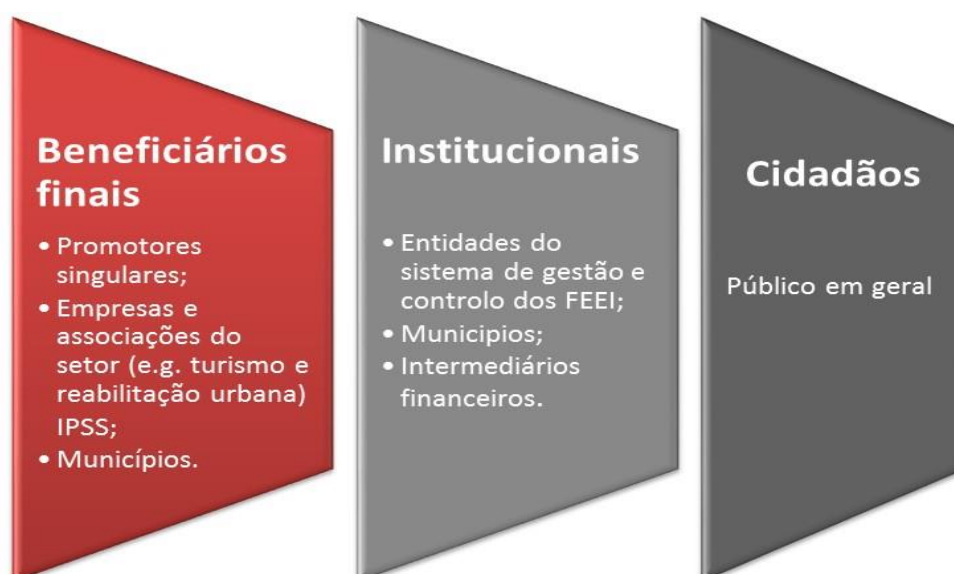 Beneficiários
finais
• Promotores
singulares;
• Empresas e
associações do
setor (e.g. turismo e
reabilitação urbana)
IPSS;
• Municípios.
Institucionais
• Entidades do
sistema de gestão e
controlo dos FEEI;
• Municipios;
• Intermediários
financeiros.
Cidadãos
Público em geral